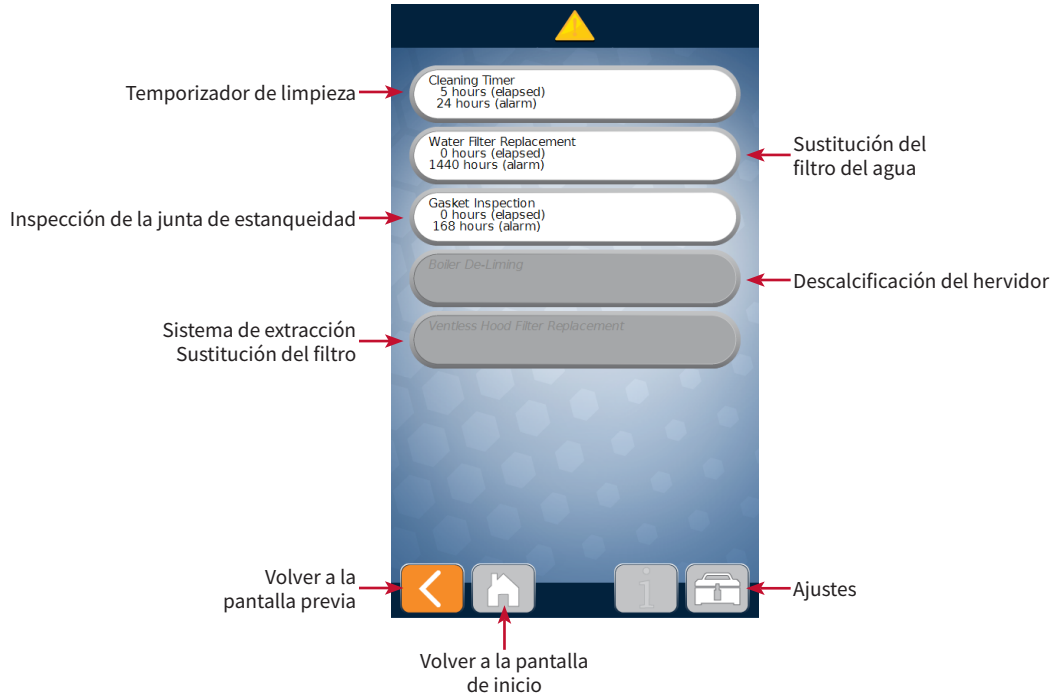 Temporizador de limpieza
Cleaning Timer
5 hours (elapsed)
24 hours (alarm)
Water Filter Replacement
0 hours (elapsed)
1440 hours (alarm)
Sustitución del
filtro del agua
Inspección de la junta de estanqueidad
Gasket Inspection
0 hours (elapsed)
168 hours (alarm)
Boiler De-Liming
Descalcificación del hervidor
Sistema de extracción
Sustitución del filtro
Ventless Hood Filter Replacement
Volver a la
pantalla previa
Ajustes
Volver a la pantalla
de inicio